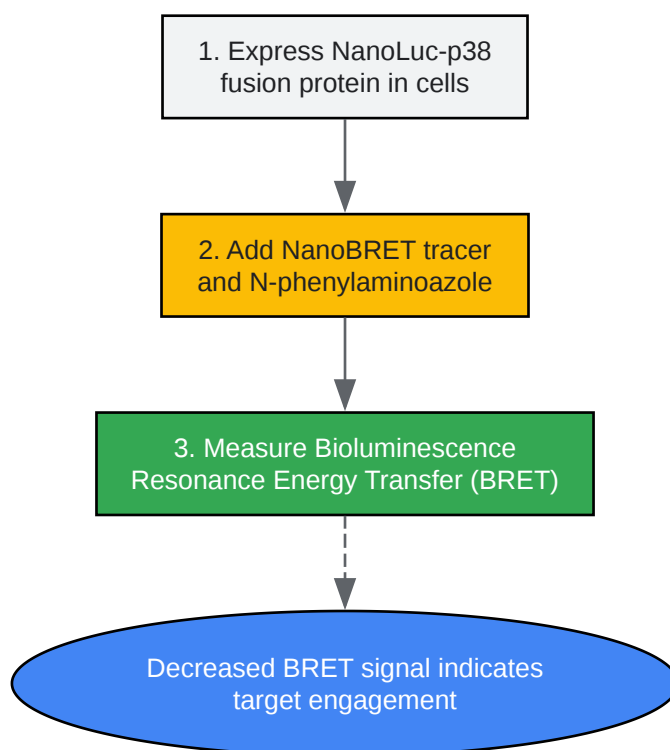 1. Express NanoLuc-p38
fusion protein in cells
2. Add NanoBRET tracer
and N-phenylaminoazole
3. Measure Bioluminescence
Resonance Energy Transfer (BRET)
Decreased BRET signal indicates
target engagement